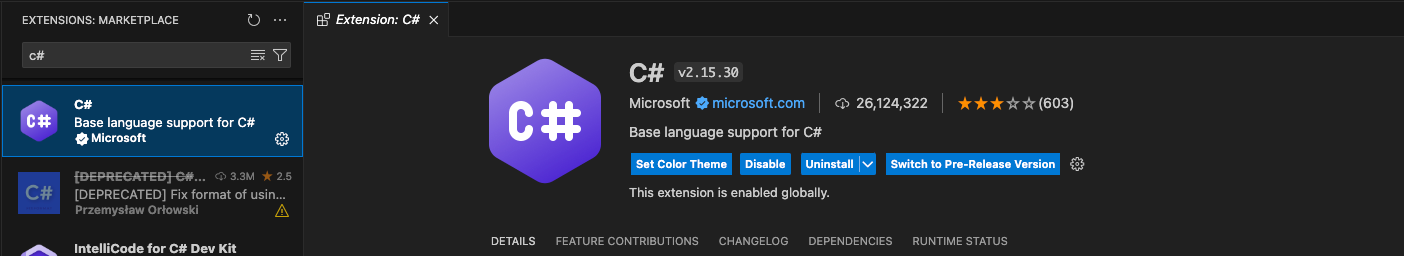 EXTENSIONS: MARKETPLACE
c#
C#
C#
Base language support for C#
Microsoft
C#
[DEPRECATED] C#... 3.3M 2.5
[DEPRECATED] Fix format of usin...
Przemysław Orłowski
IntelliCode for C# Dev Kit
Extension: C#
C#
C# v2.15.30
Microsoft microsoft.com 26,124,322 (603)
Base language support for C#
Set Color Theme Disable Uninstall Switch to Pre-Release Version
This extension is enabled globally.
DETAILS FEATURE CONTRIBUTIONS CHANGELOG DEPENDENCIES RUNTIME STATUS